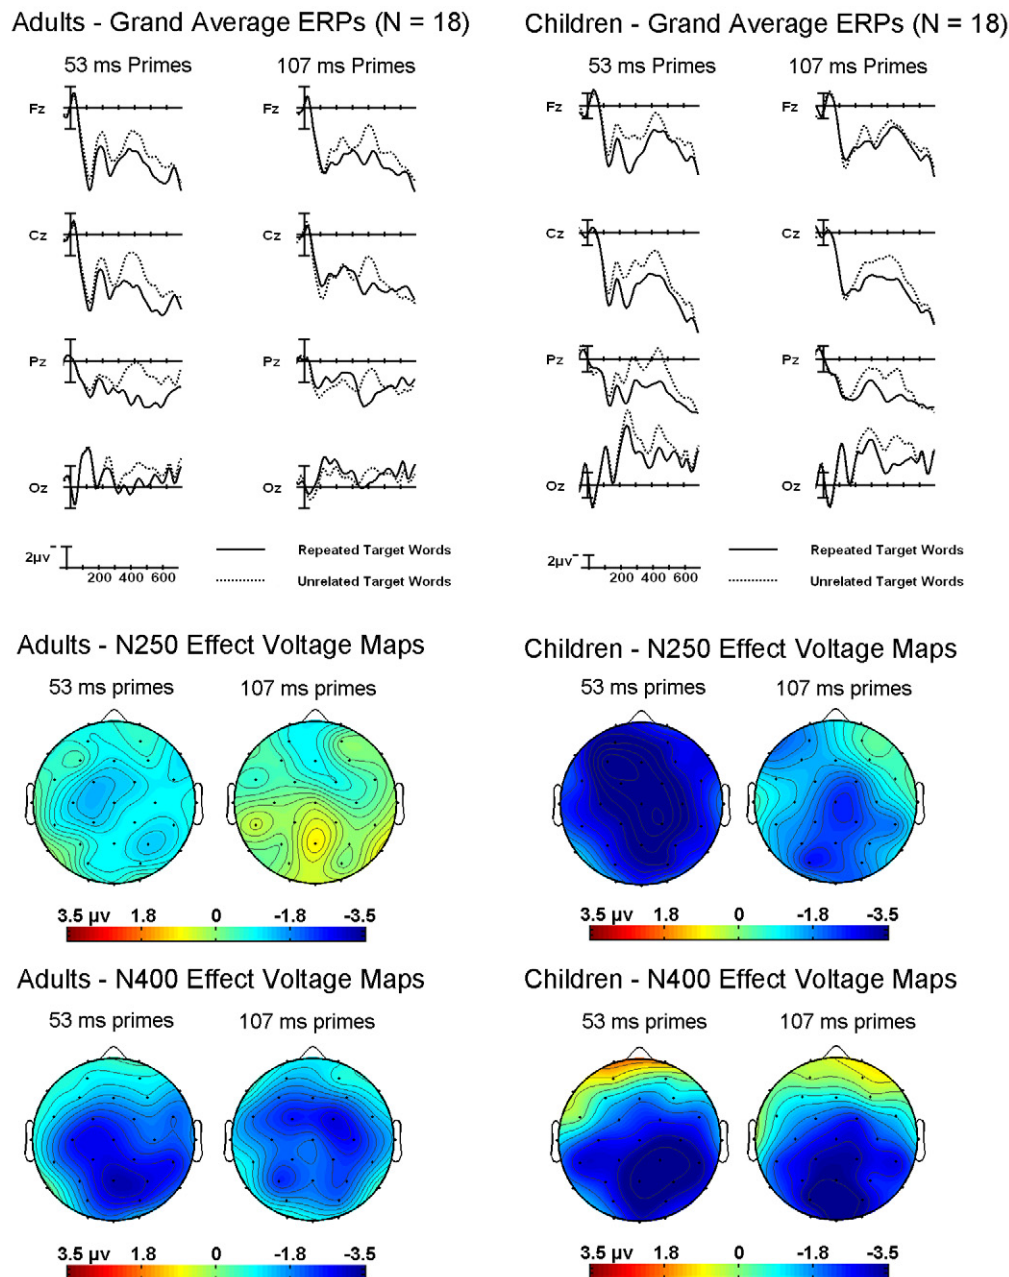 Adults - Grand Average ERPs (N = 18)
53 ms Primes 107 ms Primes
Fz
Cz Cz
Pz Pz
Oz Oz
2µv
200 400 600
Repeated Target Words
Unrelated Target Words
Children - Grand Average ERPs (N = 18)
53 ms Primes 107 ms Primes
Fz
Cz
Pz
Oz Oz
2µv
200 400 600
Repeated Target Words
Unrelated Target Words
Adults - N250 Effect Voltage Maps
53 ms primes 107 ms primes
3.5 µv 1.8 0 -1.8 -3.5
Children - N250 Effect Voltage Maps
53 ms primes 107 ms primes
3.5 µv 1.8 0 -1.8 -3.5
Adults - N400 Effect Voltage Maps
53 ms primes 107 ms primes
3.5 µv 1.8 0 -1.8 -3.5
Children - N400 Effect Voltage Maps
53 ms primes 107 ms primes
3.5 µv 1.8 0 -1.8 -3.5